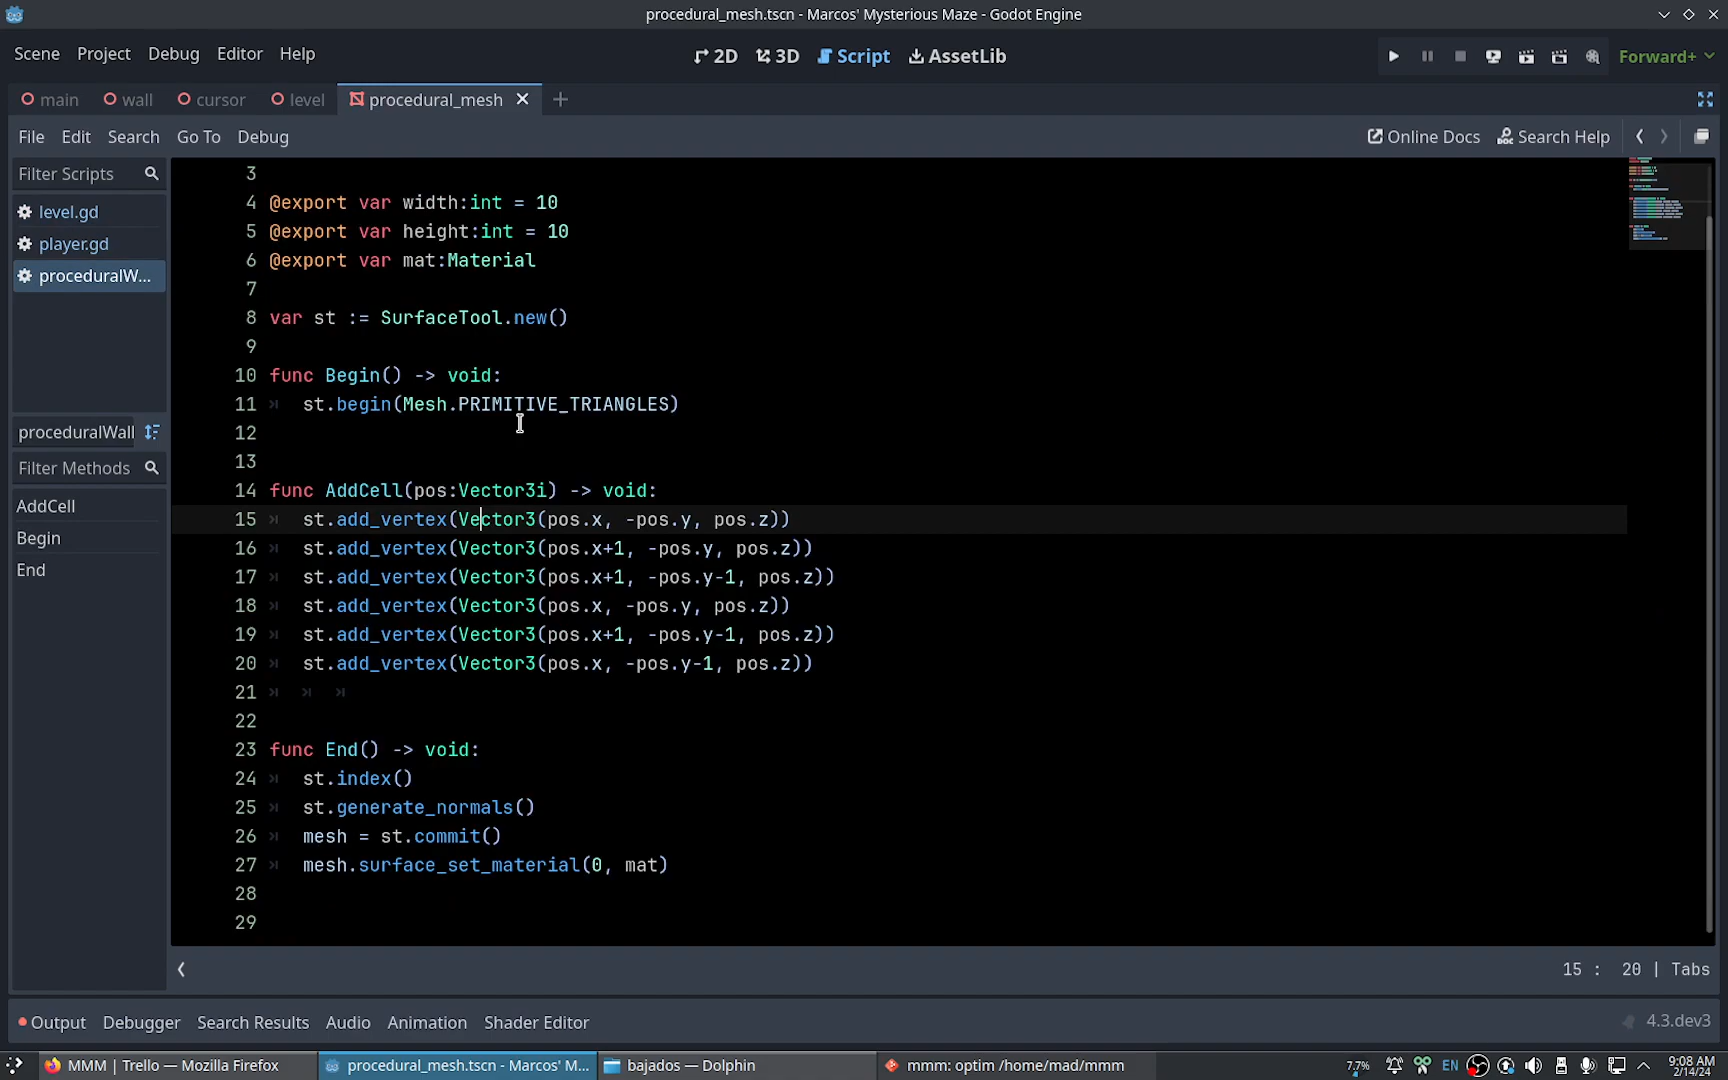 procedural_mesh.tscn - Marcos' Mysterious Maze - Godot Engine
Scene Project Debug Editor Help
2D 3D Script AssetLib
Forward+
main wall cursor level procedural_mesh
File Edit Search Go To Debug
Online Docs Search Help
Filter Scripts
level.gd
player.gd
proceduralW...
proceduralWall
Filter Methods
AddCell
Begin
End
3
4 @export var width:int = 10
5 @export var height:int = 10
6 @export var mat:Material
7
8 var st := SurfaceTool.new()
9
10 func Begin() -> void:
11 st.begin(Mesh.PRIMITIVE_TRIANGLES)
12
13
14 func AddCell(pos:Vector3i) -> void:
15 st.add_vertex(Vector3(pos.x, -pos.y, pos.z))
16 st.add_vertex(Vector3(pos.x+1, -pos.y, pos.z))
17 st.add_vertex(Vector3(pos.x+1, -pos.y-1, pos.z))
18 st.add_vertex(Vector3(pos.x, -pos.y, pos.z))
19 st.add_vertex(Vector3(pos.x+1, -pos.y-1, pos.z))
20 st.add_vertex(Vector3(pos.x, -pos.y-1, pos.z))
21
22
23 func End() -> void:
24 st.index()
25 st.generate_normals()
26 mesh = st.commit()
27 mesh.surface_set_material(0, mat)
28
29
15 : 20 | Tabs
Output Debugger Search Results Audio Animation Shader Editor
4.3.dev3
MMM | Trello — Mozilla Firefox
procedural_mesh.tscn - Marcos' M...
bajados — Dolphin
mmm: optim /home/mad/mmm
7.7%
EN
9:08 AM
2/14/24